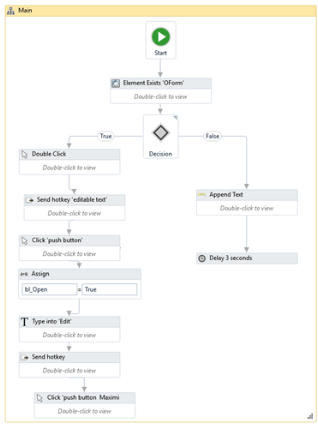 Main
Start
Element Exists 'OForm'
Double-click to view
Decision
True
False
Double Click
Double-click to view
Send hotkey 'editable text'
Double-click to view
Click 'push button'
Double-click to view
Assign
bl_Open = True
Type into 'Edit'
Double-click to view
Send hotkey
Double-click to view
Click 'push button Maximi
Double-click to view
Append Text
Double-click to view
Delay 3 seconds